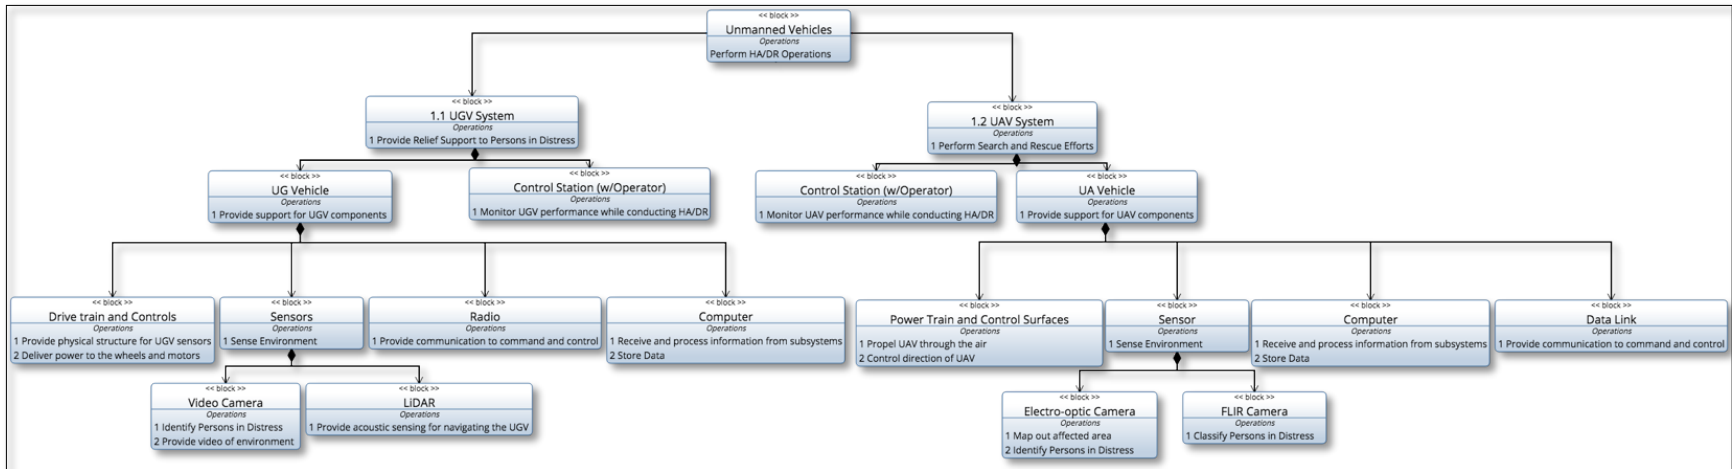 << block >>
Unmanned Vehicles
Operations
Perform HA/DR Operations
<< block >>
1.1 UGV System
Operations
1 Provide Relief Support to Persons in Distress
<< block >>
1.2 UAV System
Operations
1 Perform Search and Rescue Efforts
<< block >>
UG Vehicle
Operations
1 Provide support for UGV components
<< block >>
Control Station (w/Operator)
Operations
1 Monitor UGV performance while conducting HA/DR
<< block >>
Control Station (w/Operator)
Operations
1 Monitor UAV performance while conducting HA/DR
<< block >>
UA Vehicle
Operations
1 Provide support for UAV components
<< block >>
Drive train and Controls
Operations
1 Provide physical structure for UGV sensors
2 Deliver power to the wheels and motors
<< block >>
Sensors
Operations
1 Sense Environment
<< block >>
Radio
Operations
1 Provide communication to command and control
<< block >>
Computer
Operations
1 Receive and process information from subsystems
2 Store Data
<< block >>
Power Train and Control Surfaces
Operations
1 Propel UAV through the air
2 Control direction of UAV
<< block >>
Sensor
Operations
1 Sense Environment
<< block >>
Computer
Operations
1 Receive and process information from subsystems
2 Store Data
<< block >>
Data Link
Operations
1 Provide communication to command and control
<< block >>
Video Camera
Operations
1 Identify Persons in Distress
2 Provide video of environment
<< block >>
LiDAR
Operations
1 Provide acoustic sensing for navigating the UGV
<< block >>
Electro-optic Camera
Operations
1 Map out affected area
2 Identify Persons in Distress
<< block >>
FLIR Camera
Operations
1 Classify Persons in Distress